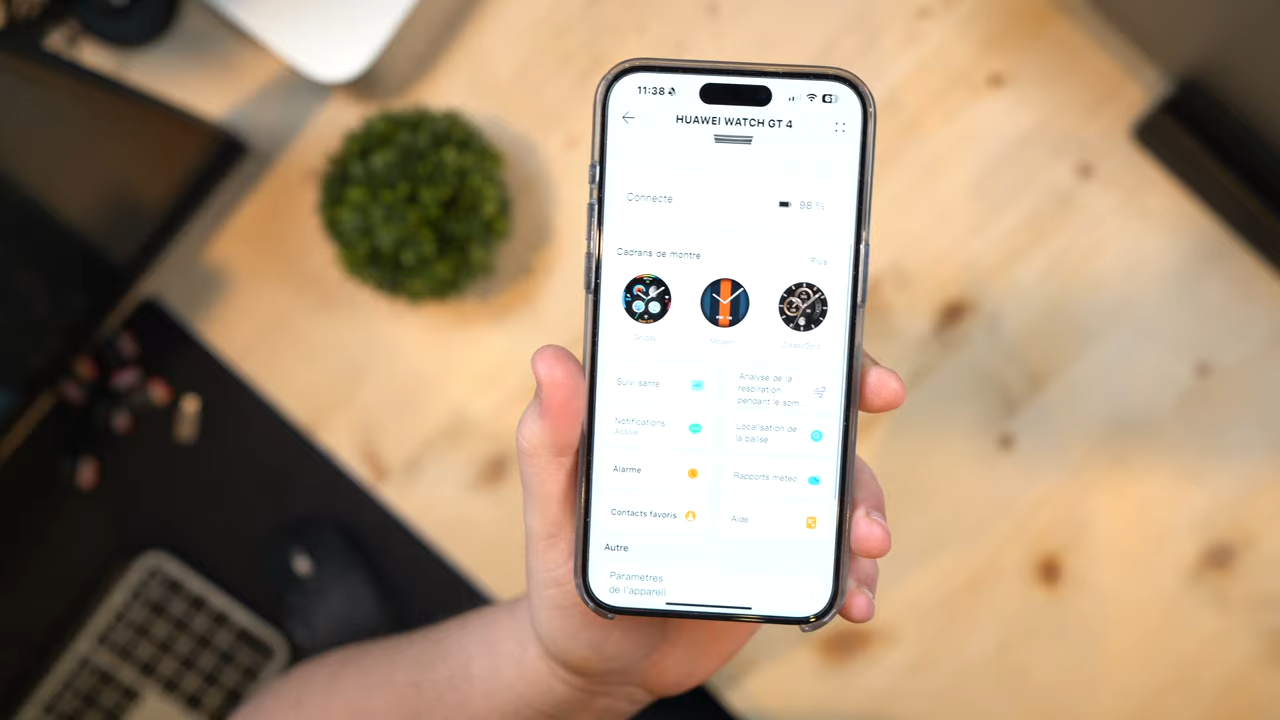 11:38
HUAWEI WATCH GT 4
Connecté
98 %
Cadrans de montre
Plus
Suivi santé
Analyse de la
respiration
pendant le som
Notifications
Activé
Localisation de
la balise
Alarme
Rapports météo
Contacts favoris
Aide
Autre
Paramètres
de l'appareil